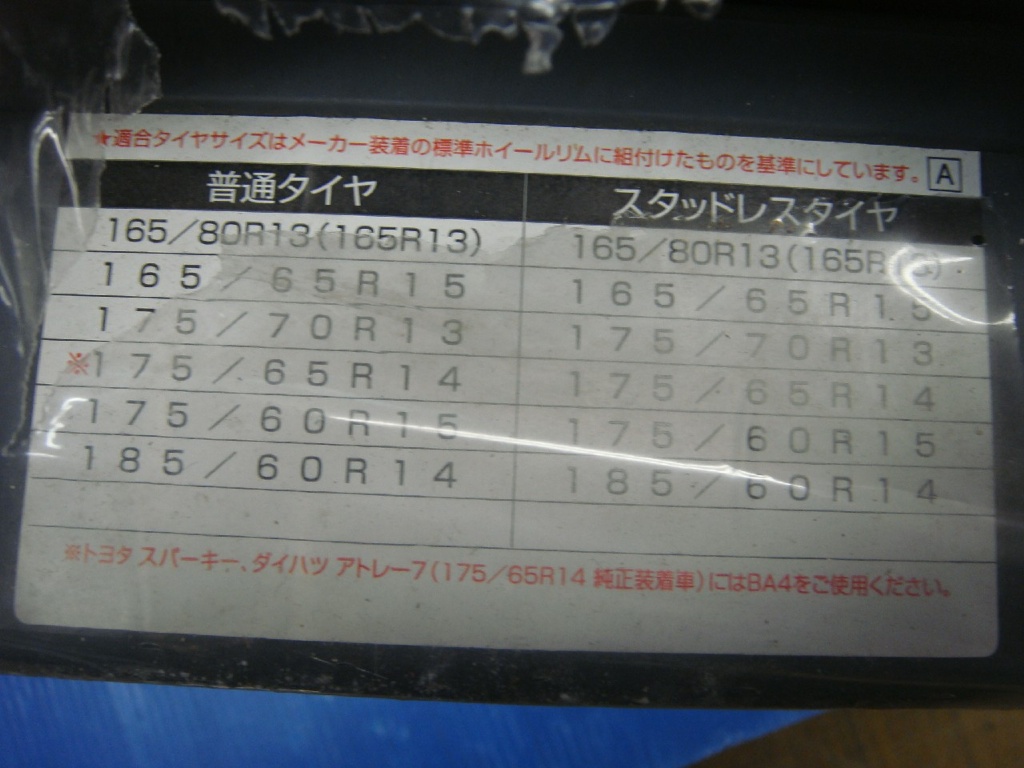 ★適合タイヤサイズはメーカー装着の標準ホイールリムに組付けたものを基準にしています。 A
普通タイヤ スタッドレスタイヤ
165/80R13(165R13) 165/80R13(165R13)
165/65R15 165/65R15
175/70R13 175/70R13
※175/65R14 175/65R14
175/60R15 175/60R15
185/60R14 185/60R14
※トヨタ スパーキー、ダイハツ アトレー7(175/65R14 純正装着車)にはBA4をご使用ください。